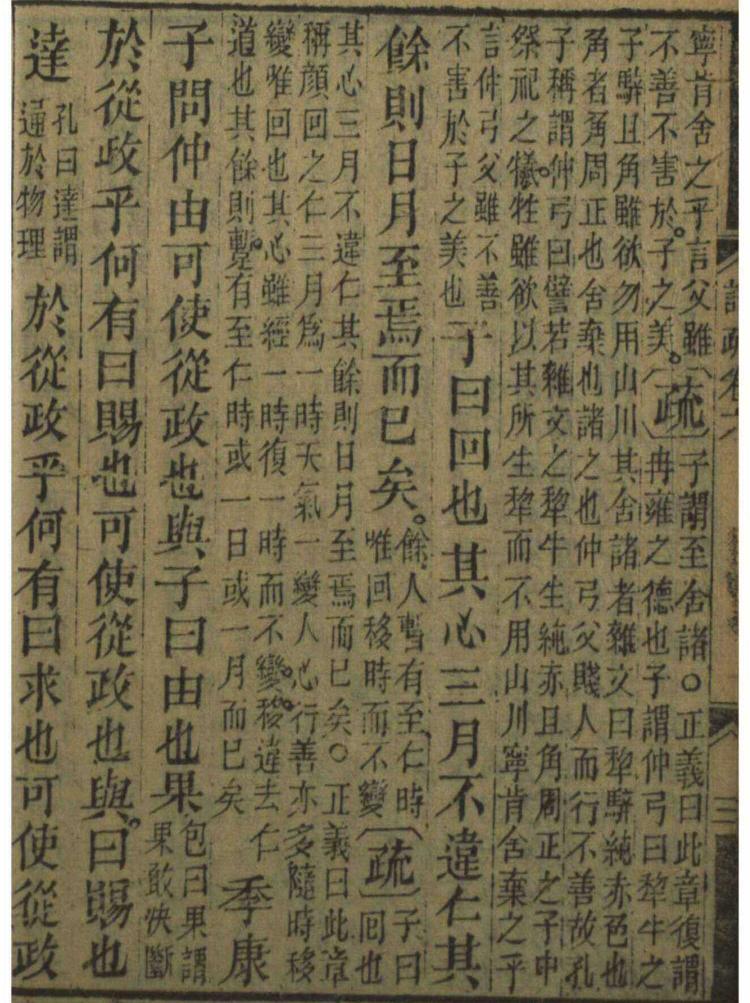 語疏卷六
三
寧肯舍之乎言父雖
不善不害於子之美。
〔疏〕
子謂至舍諸○正義曰此章復謂
冉雍之德也子謂仲弓曰犂牛之
子騂且角雖欲勿用山川其舍諸者雜文曰犂騂純赤色也
角者角周正也舍棄也諸之也仲弓父賤人而行不善故孔
子稱謂仲弓曰譬若雜文之犂牛生純赤且角周正之子中
祭祀之犧牲雖欲以其所生犂而不用山川寧肯舍棄之乎
言仲弓父雖不善
不害於子之美也
子曰回也其心三月不違仁其
餘則日月至焉而已矣。
餘人暫有至仁時
唯回移時而不變
〔疏〕
子曰
回也
其心三月不違仁其餘則日月至焉而已矣○正義曰此章
稱顔回之仁三月爲一時天氣一變人心行善亦多隨時移
變唯回也其心雖經一時復一時而不變移違去仁
道也其餘則蹔有至仁時或一日或一月而已矣
季康
子問仲由可使從政也與子曰由也果
包曰果謂
果敢快斷
於從政乎何有曰賜也可使從政也與。曰賜也
達
孔曰達謂
通於物理
於從政乎何有曰求也可使從政